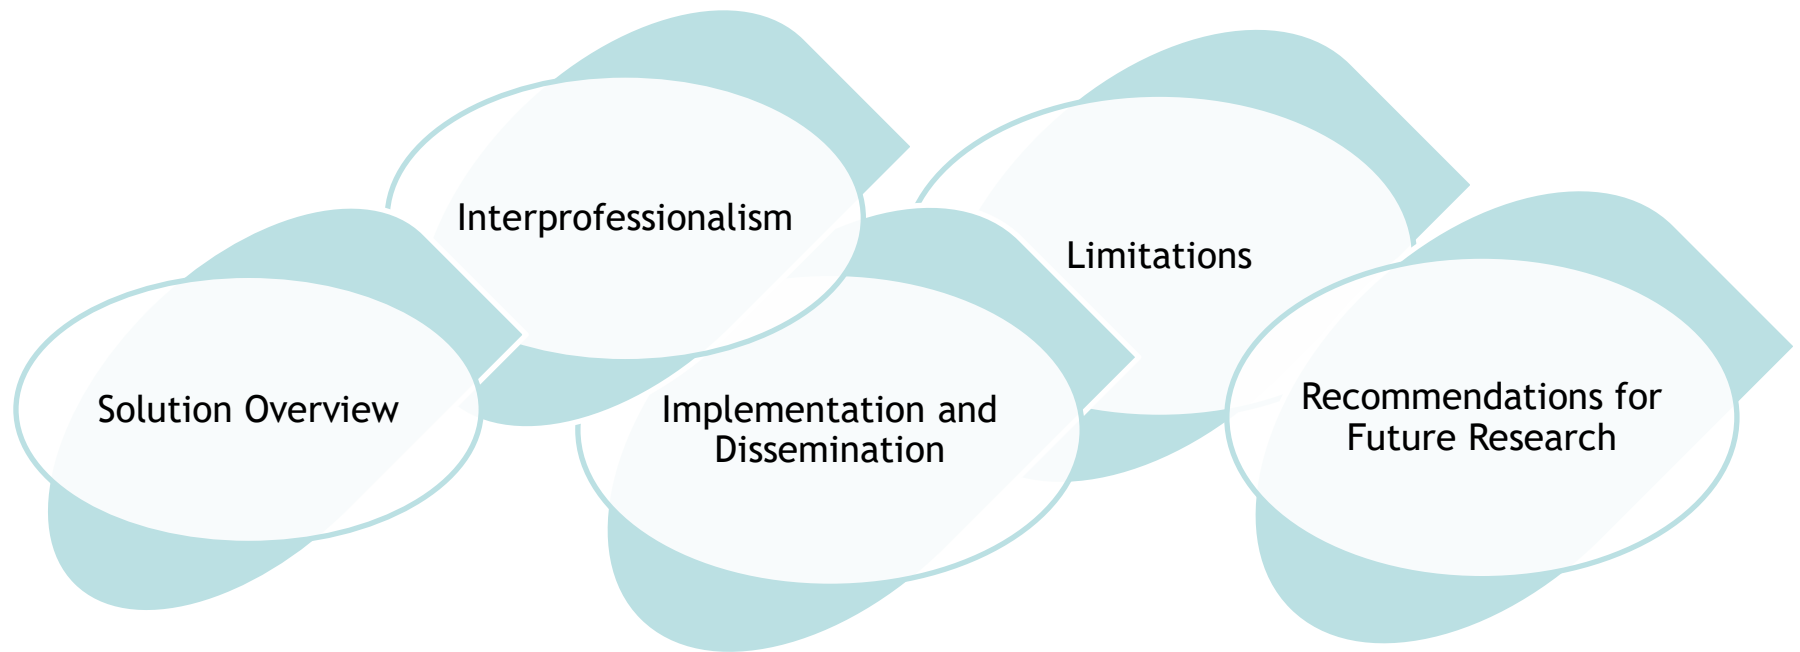 Solution Overview
Interprofessionalism
Implementation and
Dissemination
Limitations
Recommendations for
Future Research